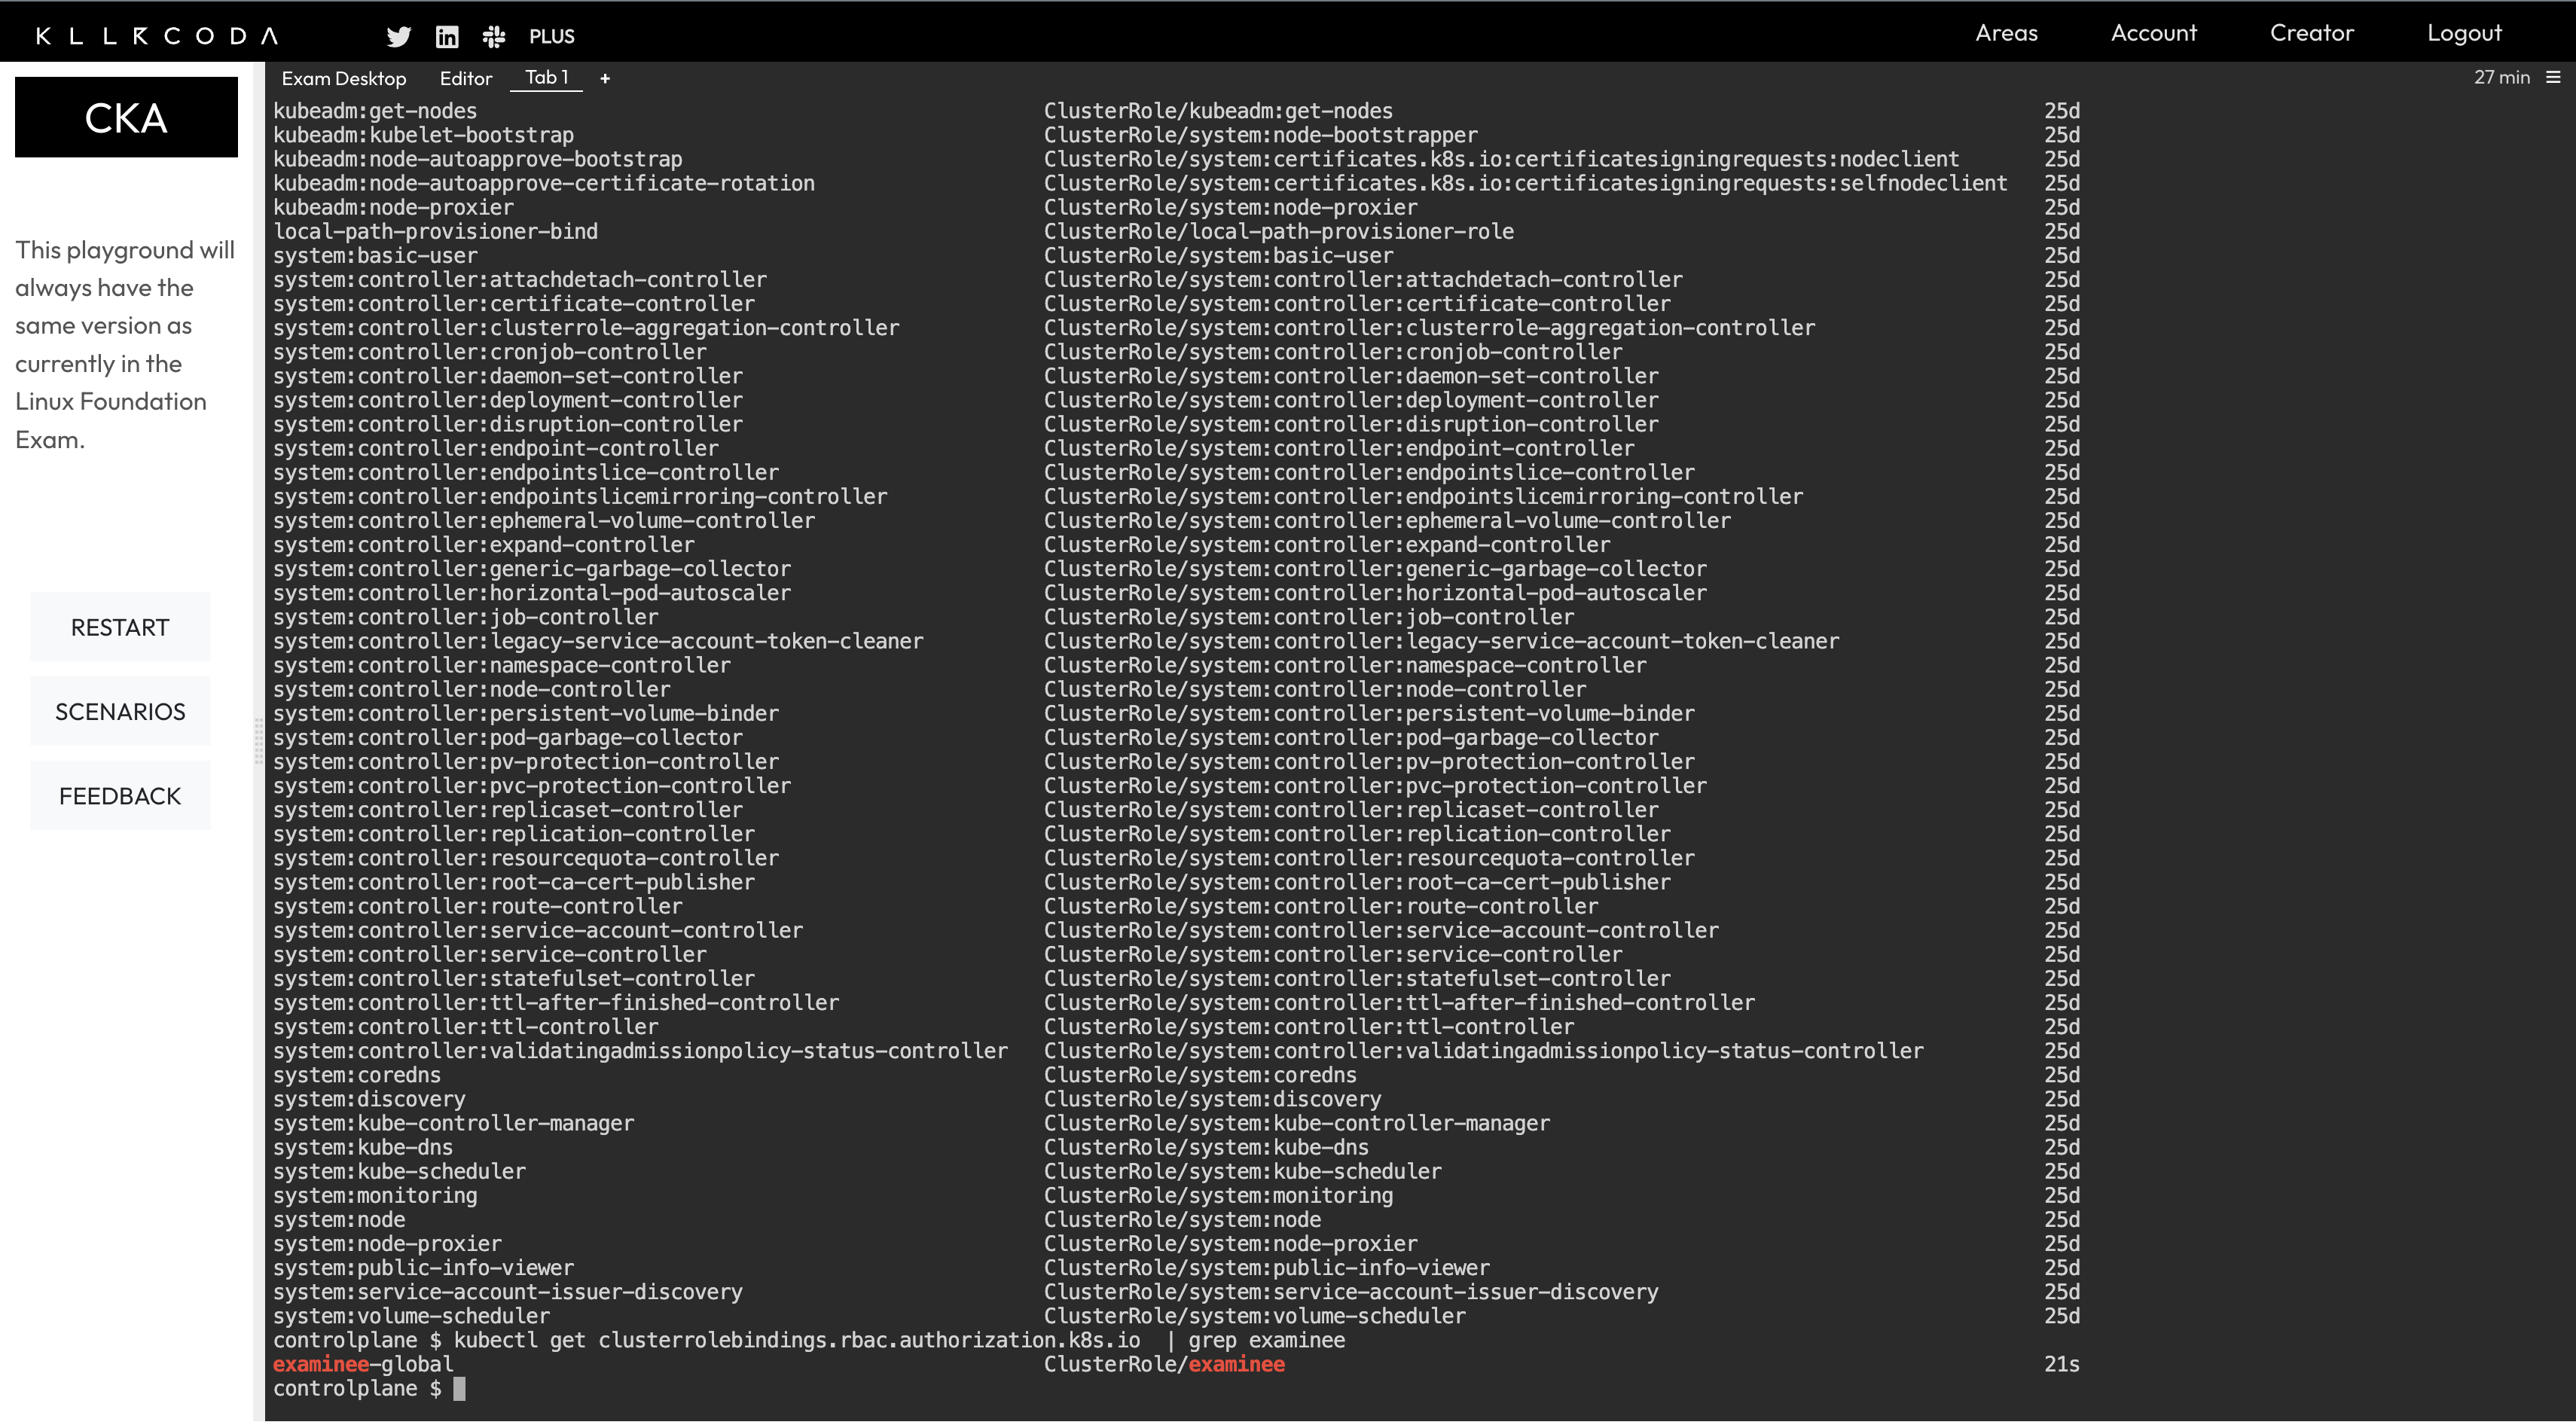 KLLRCODA PLUS Areas Account Creator Logout
CKA
This playground will
always have the
same version as
currently in the
Linux Foundation
Exam.
RESTART
SCENARIOS
FEEDBACK
Exam Desktop Editor Tab 1 + 27 min
kubeadm:get-nodes ClusterRole/kubeadm:get-nodes 25d
kubeadm:kubelet-bootstrap ClusterRole/system:node-bootstrapper 25d
kubeadm:node-autoapprove-bootstrap ClusterRole/system:certificates.k8s.io:certificatesigningrequests:nodeclient 25d
kubeadm:node-autoapprove-certificate-rotation ClusterRole/system:certificates.k8s.io:certificatesigningrequests:selfnodeclient 25d
kubeadm:node-proxier ClusterRole/system:node-proxier 25d
local-path-provisioner-bind ClusterRole/local-path-provisioner-role 25d
system:basic-user ClusterRole/system:basic-user 25d
system:controller:attachdetach-controller ClusterRole/system:controller:attachdetach-controller 25d
system:controller:certificate-controller ClusterRole/system:controller:certificate-controller 25d
system:controller:clusterrole-aggregation-controller ClusterRole/system:controller:clusterrole-aggregation-controller 25d
system:controller:cronjob-controller ClusterRole/system:controller:cronjob-controller 25d
system:controller:daemon-set-controller ClusterRole/system:controller:daemon-set-controller 25d
system:controller:deployment-controller ClusterRole/system:controller:deployment-controller 25d
system:controller:disruption-controller ClusterRole/system:controller:disruption-controller 25d
system:controller:endpoint-controller ClusterRole/system:controller:endpoint-controller 25d
system:controller:endpointslice-controller ClusterRole/system:controller:endpointslice-controller 25d
system:controller:endpointslicemirroring-controller ClusterRole/system:controller:endpointslicemirroring-controller 25d
system:controller:ephemeral-volume-controller ClusterRole/system:controller:ephemeral-volume-controller 25d
system:controller:expand-controller ClusterRole/system:controller:expand-controller 25d
system:controller:generic-garbage-collector ClusterRole/system:controller:generic-garbage-collector 25d
system:controller:horizontal-pod-autoscaler ClusterRole/system:controller:horizontal-pod-autoscaler 25d
system:controller:job-controller ClusterRole/system:controller:job-controller 25d
system:controller:legacy-service-account-token-cleaner ClusterRole/system:controller:legacy-service-account-token-cleaner 25d
system:controller:namespace-controller ClusterRole/system:controller:namespace-controller 25d
system:controller:node-controller ClusterRole/system:controller:node-controller 25d
system:controller:persistent-volume-binder ClusterRole/system:controller:persistent-volume-binder 25d
system:controller:pod-garbage-collector ClusterRole/system:controller:pod-garbage-collector 25d
system:controller:pv-protection-controller ClusterRole/system:controller:pv-protection-controller 25d
system:controller:pvc-protection-controller ClusterRole/system:controller:pvc-protection-controller 25d
system:controller:replicaset-controller ClusterRole/system:controller:replicaset-controller 25d
system:controller:replication-controller ClusterRole/system:controller:replication-controller 25d
system:controller:resourcequota-controller ClusterRole/system:controller:resourcequota-controller 25d
system:controller:root-ca-cert-publisher ClusterRole/system:controller:root-ca-cert-publisher 25d
system:controller:route-controller ClusterRole/system:controller:route-controller 25d
system:controller:service-account-controller ClusterRole/system:controller:service-account-controller 25d
system:controller:service-controller ClusterRole/system:controller:service-controller 25d
system:controller:statefulset-controller ClusterRole/system:controller:statefulset-controller 25d
system:controller:ttl-after-finished-controller ClusterRole/system:controller:ttl-after-finished-controller 25d
system:controller:ttl-controller ClusterRole/system:controller:ttl-controller 25d
system:controller:validatingadmissionpolicy-status-controller ClusterRole/system:controller:validatingadmissionpolicy-status-controller 25d
system:coredns ClusterRole/system:coredns 25d
system:discovery ClusterRole/system:discovery 25d
system:kube-controller-manager ClusterRole/system:kube-controller-manager 25d
system:kube-dns ClusterRole/system:kube-dns 25d
system:kube-scheduler ClusterRole/system:kube-scheduler 25d
system:monitoring ClusterRole/system:monitoring 25d
system:node ClusterRole/system:node 25d
system:node-proxier ClusterRole/system:node-proxier 25d
system:public-info-viewer ClusterRole/system:public-info-viewer 25d
system:service-account-issuer-discovery ClusterRole/system:service-account-issuer-discovery 25d
system:volume-scheduler ClusterRole/system:volume-scheduler 25d
controlplane $ kubectl get clusterrolebindings.rbac.authorization.k8s.io | grep examinee
examinee-global ClusterRole/examinee 21s
controlplane $